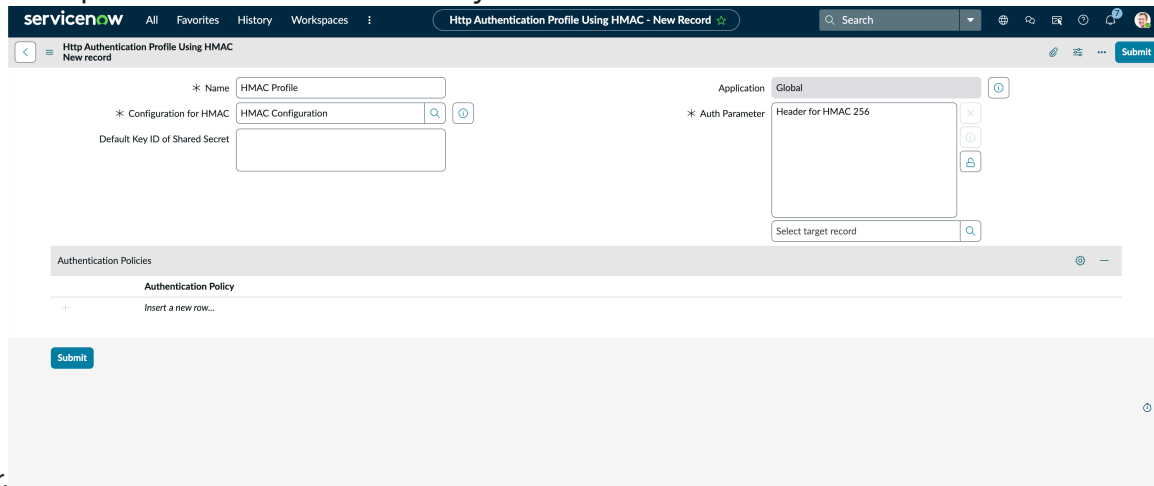 servicenow All Favorites History Workspaces Http Authentication Profile Using HMAC - New Record Search 7
Http Authentication Profile Using HMAC
New record
Submit
Name HMAC Profile
Application Global
Configuration for HMAC HMAC Configuration
Auth Parameter Header for HMAC 256
Default Key ID of Shared Secret
Select target record
Authentication Policies
Authentication Policy
Insert a new row...
Submit